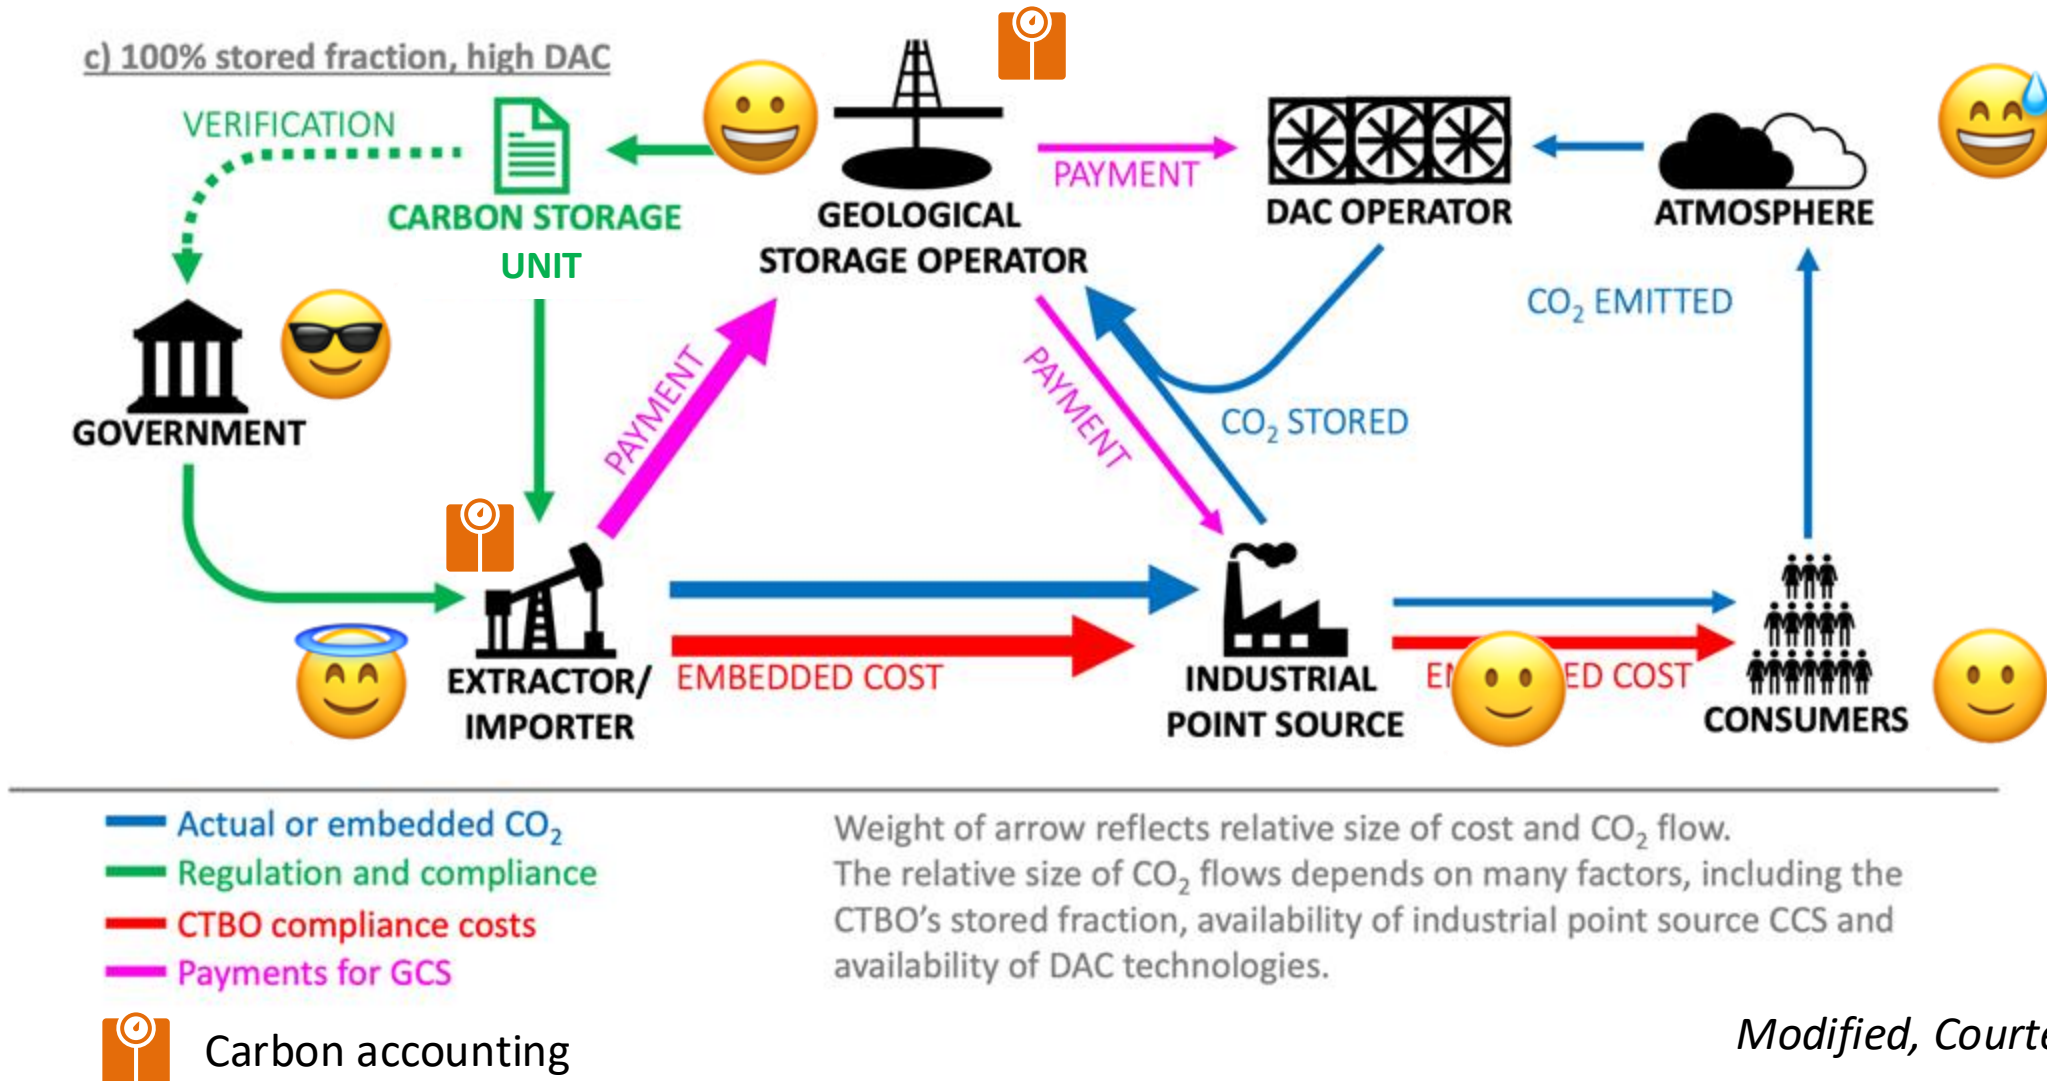 c) 100% stored fraction, high DAC
VERIFICATION
CARBON STORAGE
UNIT
GEOLOGICAL
STORAGE OPERATOR
PAYMENT
DAC OPERATOR
ATMOSPHERE
CO₂ EMITTED
GOVERNMENT
PAYMENT
PAYMENT
CO₂ STORED
EXTRACTOR/
IMPORTER
EMBEDDED COST
INDUSTRIAL
POINT SOURCE
COST
CONSUMERS
Actual or embedded CO₂
Regulation and compliance
CTBO compliance costs
Payments for GCS
Carbon accounting
Weight of arrow reflects relative size of cost and CO₂ flow.
The relative size of CO₂ flows depends on many factors, including the
CTBO’s stored fraction, availability of industrial point source CCS and
availability of DAC technologies.
Modified,